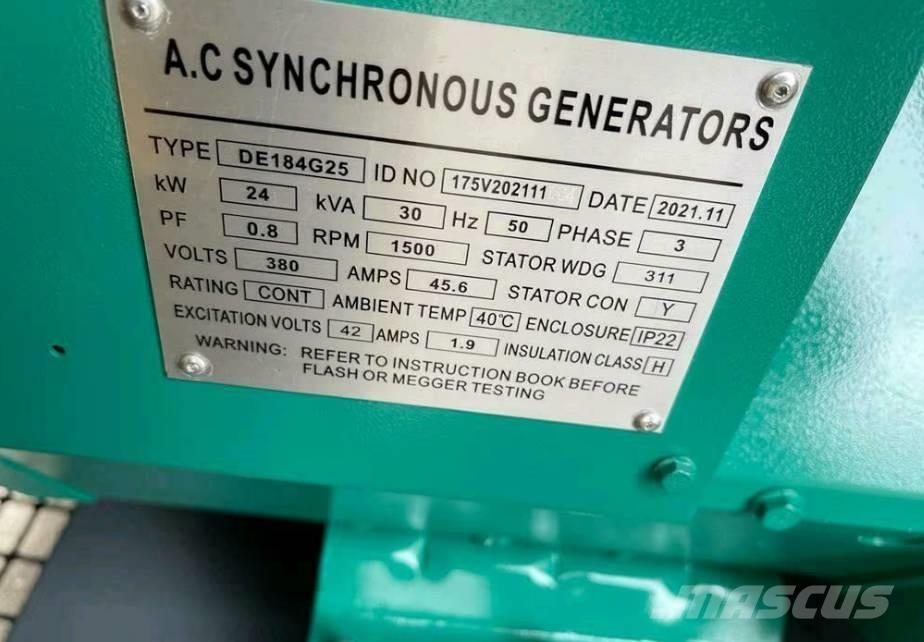 A.C SYNCHRONOUS GENERATORS
TYPE DE184G25 ID NO 175V202111 DATE 2021.11
kW 24 kVA 30 Hz 50 PHASE 3
PF 0.8 RPM 1500 STATOR WDG 311
VOLTS 380 AMPS 45.6 STATOR CON Y
RATING CONT AMBIENT TEMP 40℃ ENCLOSURE IP22
EXCITATION VOLTS 42 AMPS 1.9 INSULATION CLASS H
WARNING: REFER TO INSTRUCTION BOOK BEFORE
FLASH OR MEGGER TESTING
MASCUS